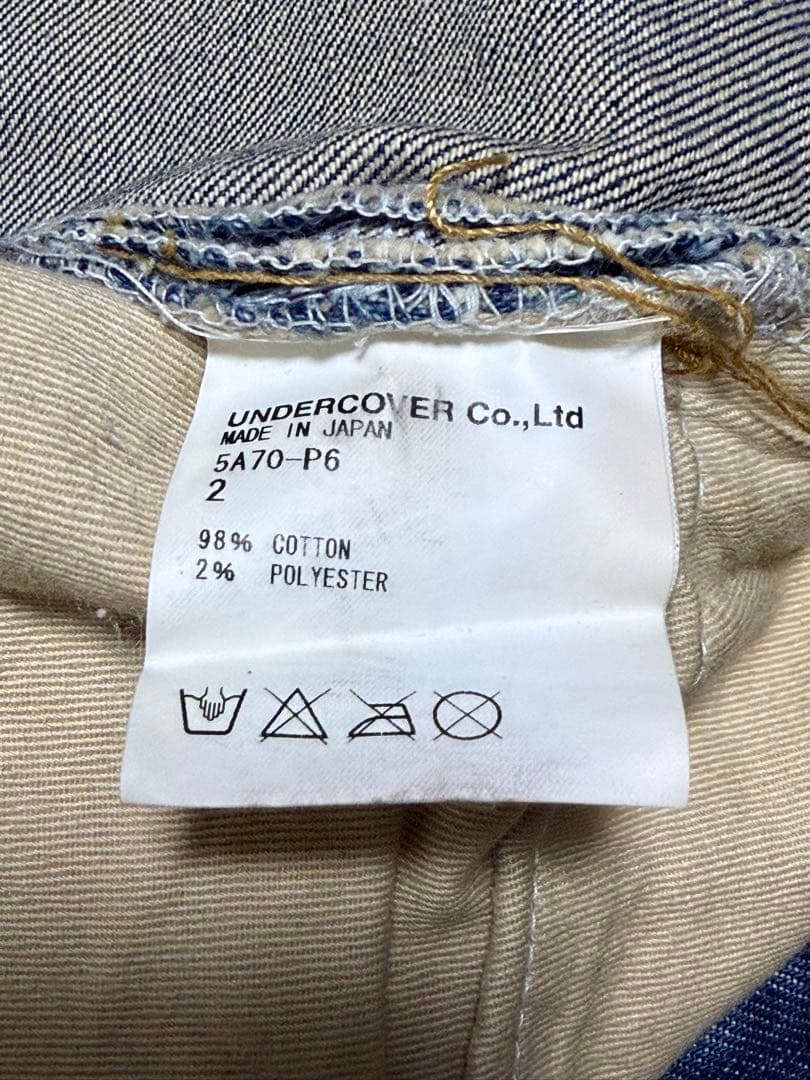 UNDERCOVER Co.,Ltd
MADE IN JAPAN
5A70-P6
2
98% COTTON
2% POLYESTER